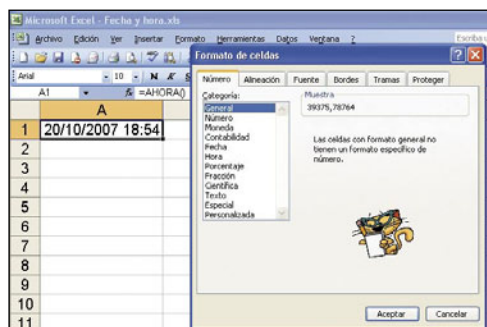 Microsoft Excel - Fecha y hora.xls
Archivo Edición Ver Insertar Formato Herramientas Datos Ventana ?
Arial 10 N K S
A1 fx =AHORA()
A
1 20/10/2007 18:54
2
3
4
5
6
7
8
9
10
11
Formato de celdas
Número Alineación Fuente Bordes Tramas Proteger
Categoría:
General
Número
Moneda
Contabilidad
Fecha
Hora
Porcentaje
Fracción
Científica
Texto
Especial
Personalizada
Muestra
39375,78764
Las celdas con formato general no
tienen un formato específico de
número.
Aceptar Cancelar